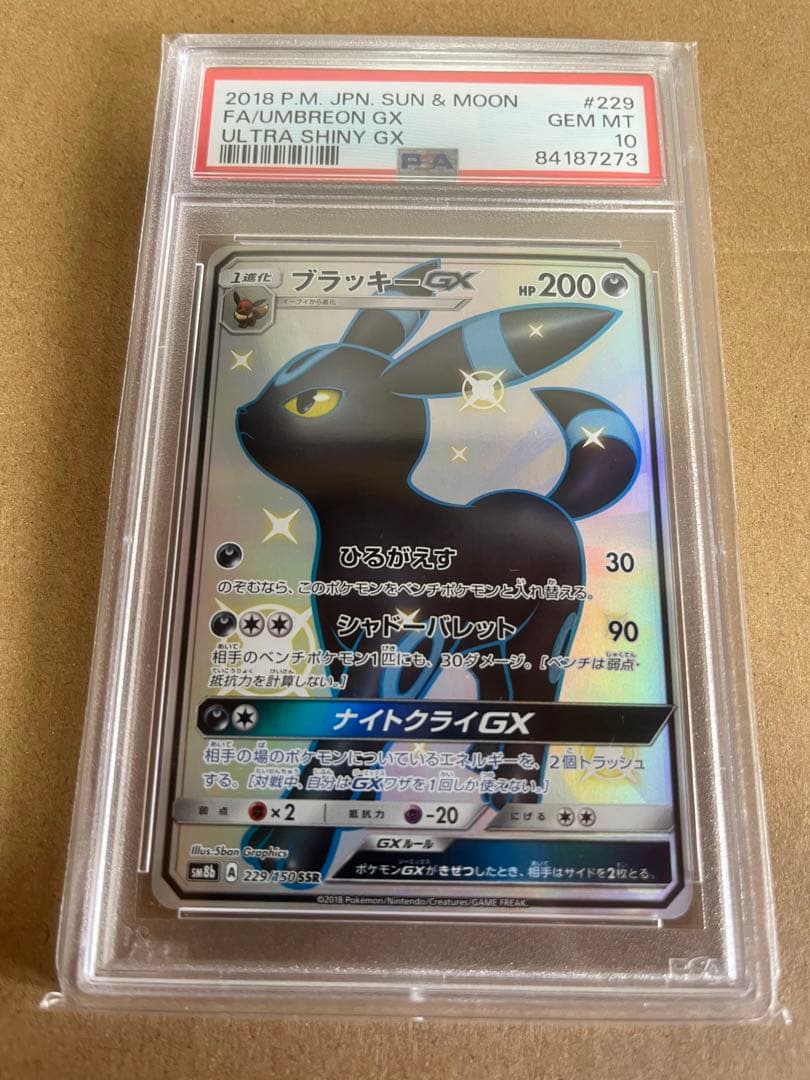 2018 P.M. JPN. SUN & MOON #229
FA/UMBREON GX GEM MT
ULTRA SHINY GX 10
PSA 84187273
1進化 ブラッキーGX HP 200
イーブイから進化
ひるがえす 30
のぞむなら、このポケモンをベンチポケモンと入れ替える。
シャドーバレット 90
相手のベンチポケモン1匹にも、30ダメージ。[ベンチは弱点・
抵抗力を計算しない。]
ナイトクライGX
相手の場のポケモンについているエネルギーを、2個トラッシュ
する。[対戦中、自分はGXワザを1回しか使えない。]
弱点 ×2 抵抗力 -20 にげる
GXルール
Illus. 5ban Graphics
ポケモンGXがきぜつしたとき、相手はサイドを2枚とる。
SM8b A 229/150 SSR
©2018 Pokémon/Nintendo/Creatures/GAME FREAK.